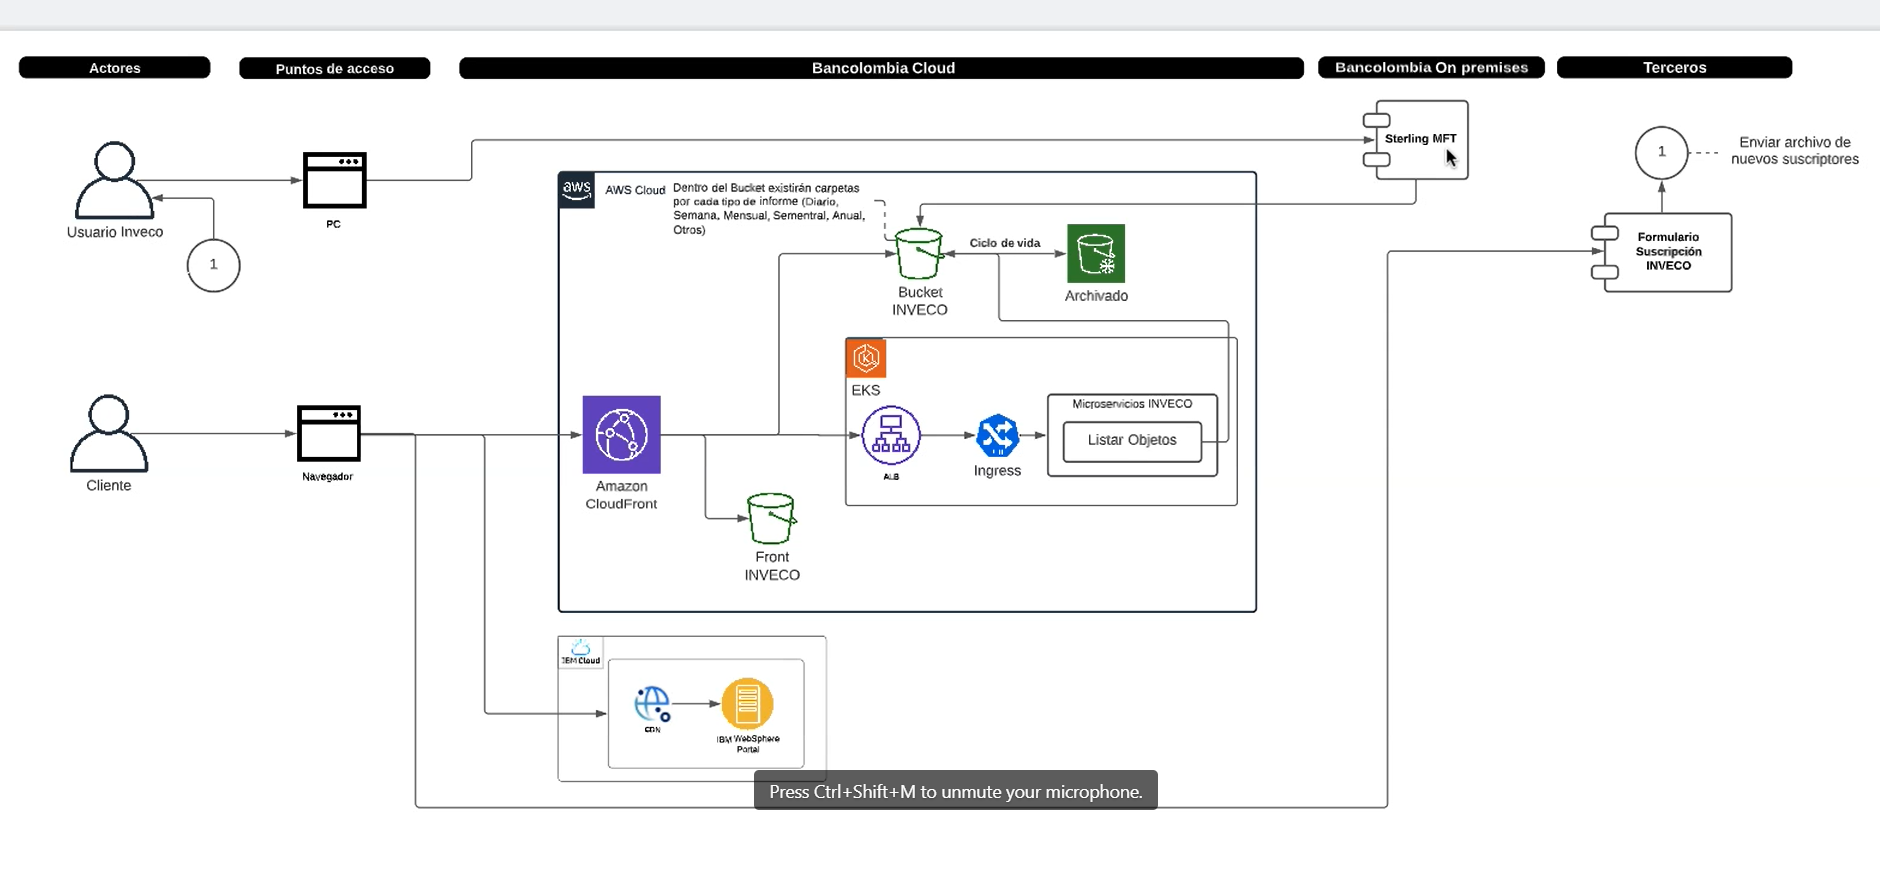 Actores
Puntos de acceso
Bancolombia Cloud
Bancolombia On premises
Terceros
Usuario Inveco
1
PC
Sterling MFT
1
Enviar archivo de
nuevos suscriptores
Formulario
Suscripción
INVECO
aws
AWS Cloud
Dentro del Bucket existirán carpetas
por cada tipo de informe (Diario,
Semana, Mensual, Sementral, Anual,
Otros)
Bucket
INVECO
Ciclo de vida
Archivado
EKS
ALB
Ingress
Microservicios INVECO
Listar Objetos
Cliente
Navegador
Amazon
CloudFront
Front
INVECO
IBM Cloud
CDN
IBM WebSphere
Portal
Press Ctrl+Shift+M to unmute your microphone.